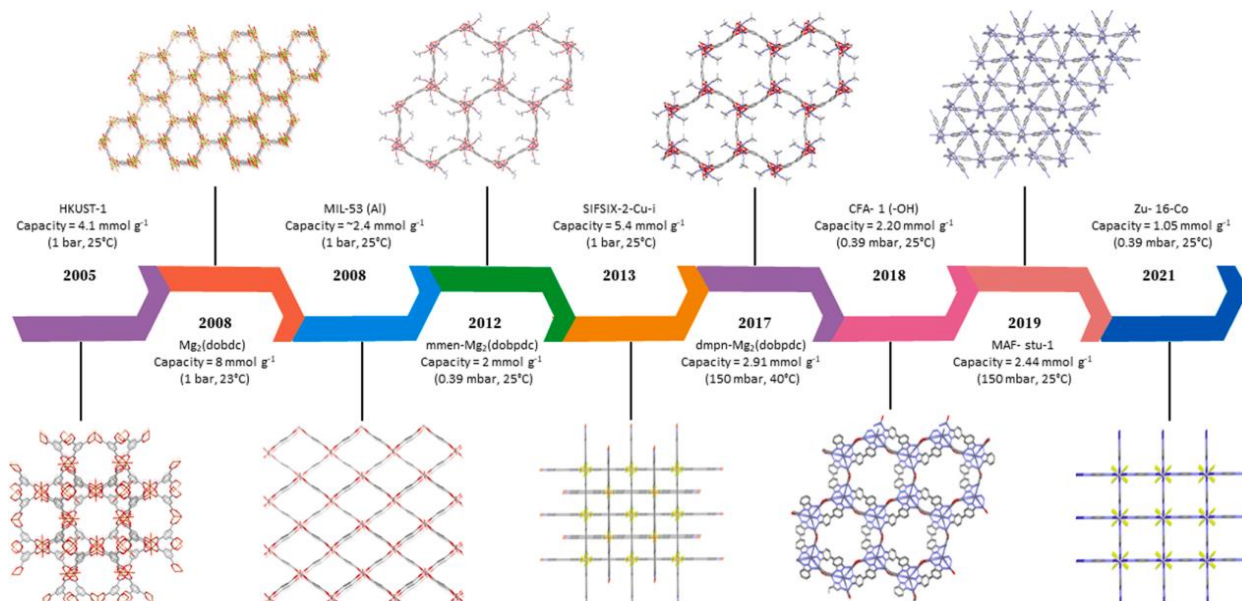 HKUST-1
Capacity = 4.1 mmol g⁻¹
(1 bar, 25°C)
2005
MIL-53 (Al)
Capacity = ~2.4 mmol g⁻¹
(1 bar, 25°C)
2008
SIFSIX-2-Cu-i
Capacity = 5.4 mmol g⁻¹
(1 bar, 25°C)
2013
CFA- 1 (-OH)
Capacity = 2.20 mmol g⁻¹
(0.39 mbar, 25°C)
2018
Zu- 16-Co
Capacity = 1.05 mmol g⁻¹
(0.39 mbar, 25°C)
2021
2008
Mg₂(dobdc)
Capacity = 8 mmol g⁻¹
(1 bar, 23°C)
2012
mmen-Mg₂(dobpdc)
Capacity = 2 mmol g⁻¹
(0.39 mbar, 25°C)
2017
dmpn-Mg₂(dobpdc)
Capacity = 2.91 mmol g⁻¹
(150 mbar, 40°C)
2019
MAF- stu-1
Capacity = 2.44 mmol g⁻¹
(150 mbar, 25°C)